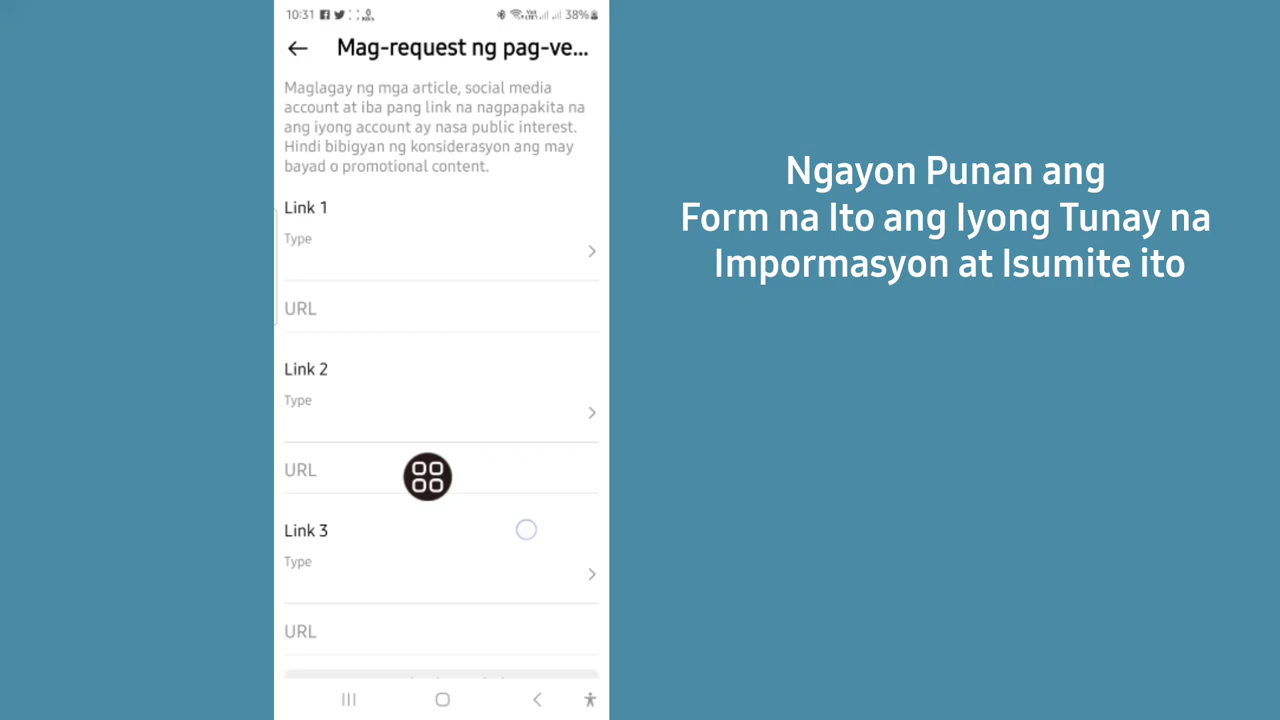 10:31
38%
Mag-request ng pag-ve...
Maglagay ng mga article, social media
account at iba pang link na nagpapakita na
ang iyong account ay nasa public interest.
Hindi bibigyan ng konsiderasyon ang may
bayad o promotional content.
Link 1
Type
URL
Link 2
Type
URL
Link 3
Type
URL
Ngayon Punan ang
Form na Ito ang Iyong Tunay na
Impormasyon at Isumite ito